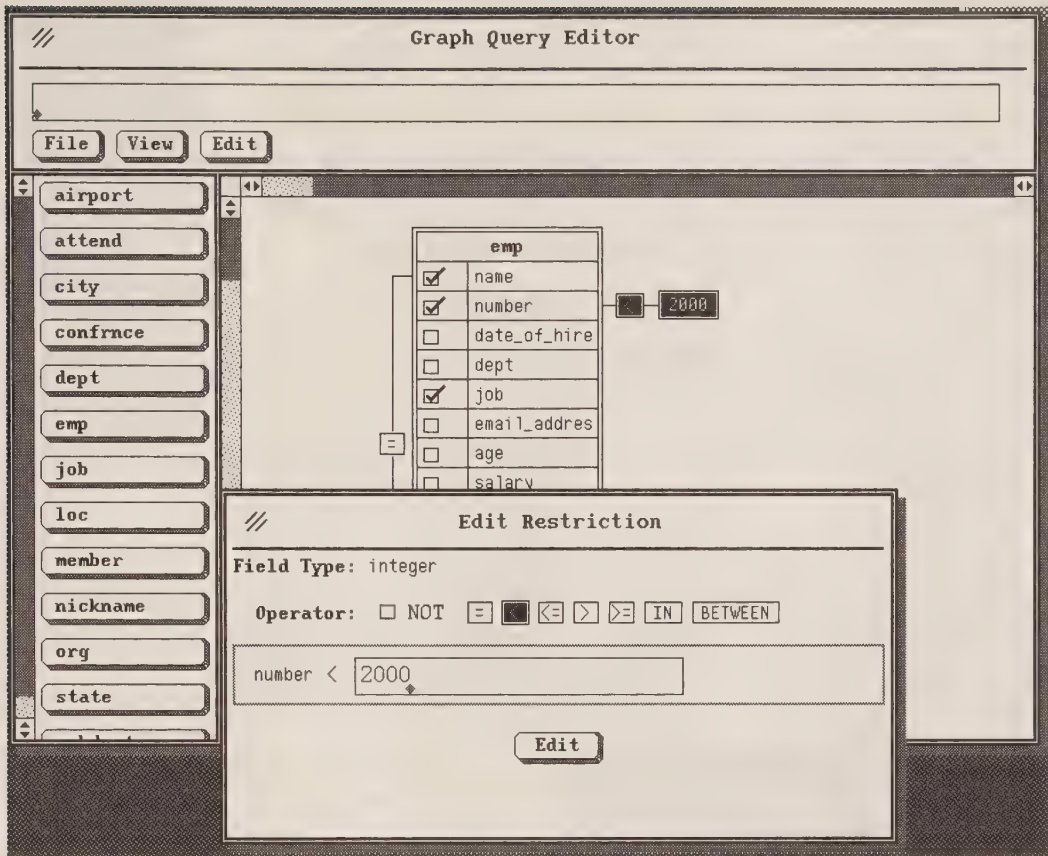 Graph Query Editor
File View Edit
airport
attend
city
confrnce
dept
emp
job
loc
member
nickname
org
state
emp
name
number < 2000
date_of_hire
dept
job
email_addres
=
age
salary
Edit Restriction
Field Type: integer
Operator: NOT = < <= > >= IN BETWEEN
number < 2000
Edit